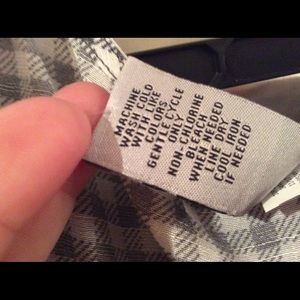 MACHINE
WASH COLD
WITH LIKE
COLORS
GENTLE CYCLE
ONLY
NON-CHLORINE
BLEACH
WHEN NEEDED
LINE DRY
COOL IRON
IF NEEDED